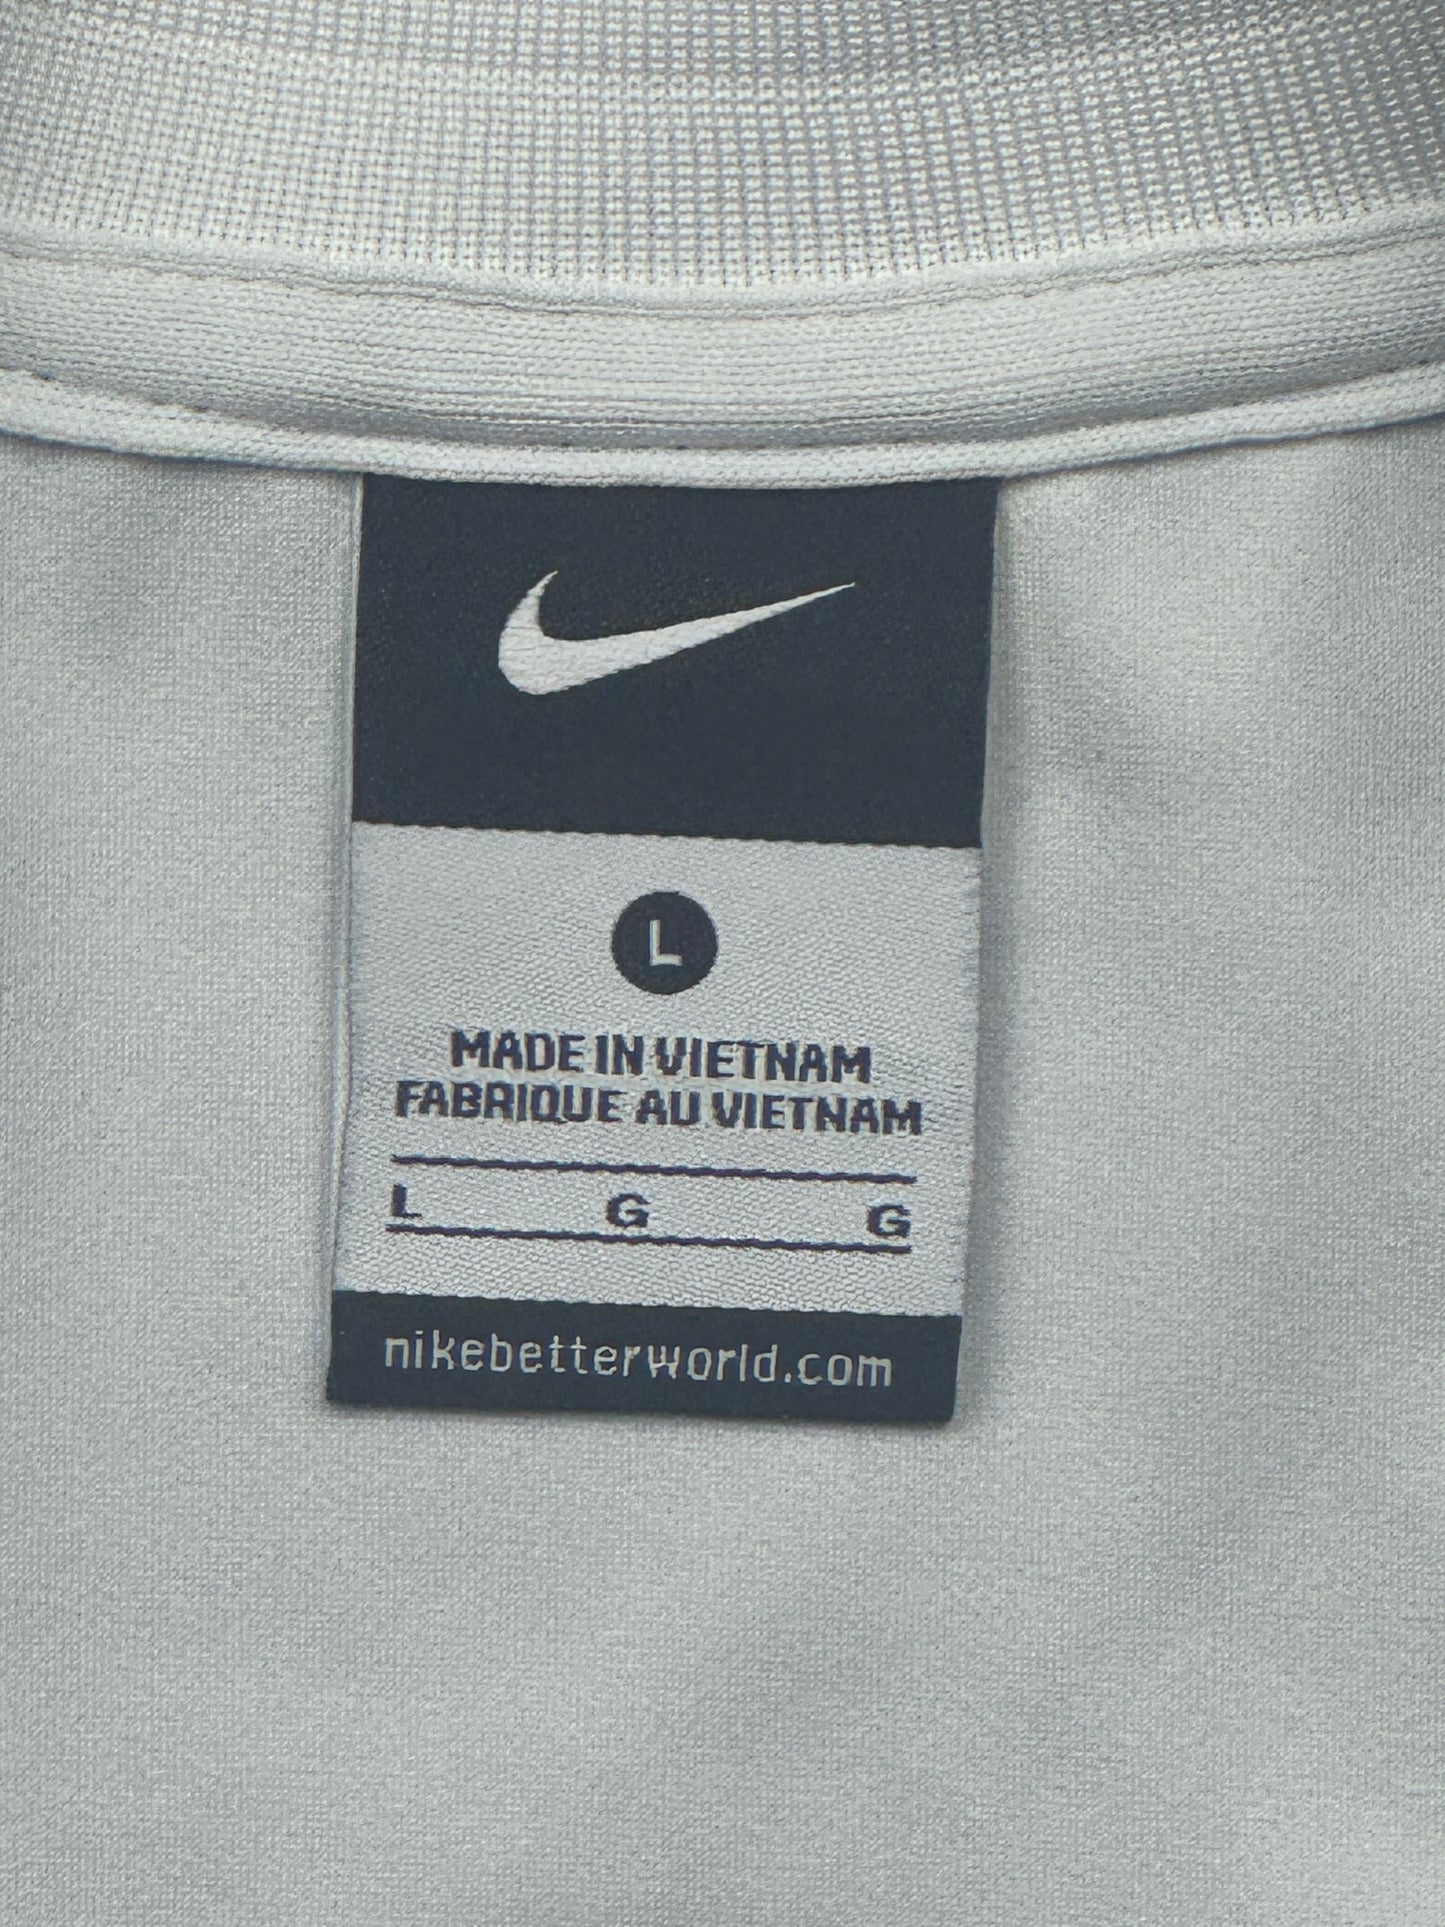 L
MADE IN VIETNAM
FABRIQUE AU VIETNAM
L G G
nikebetterworld.com